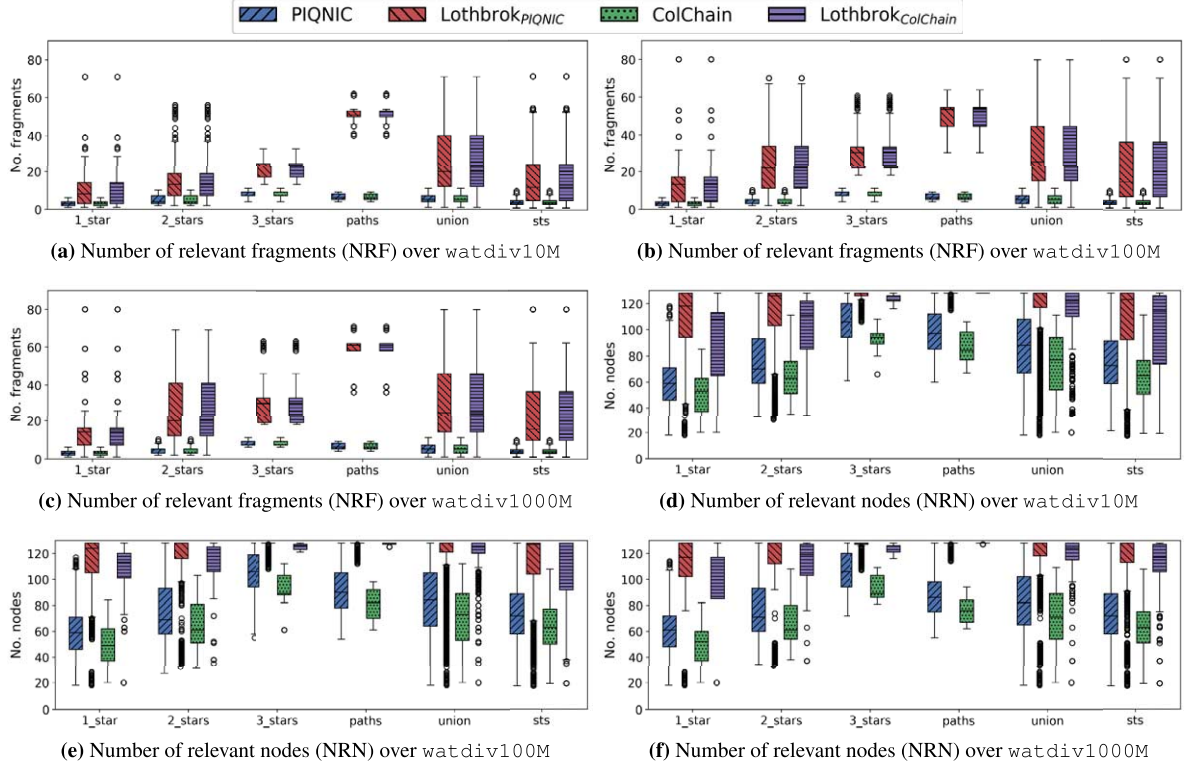 PIQNIC Lothbrok_PIQNIC ColChain Lothbrok_ColChain
No. fragments
80
60
40
20
0
1_star 2_stars 3_stars paths union sts
(a) Number of relevant fragments (NRF) over watdiv10M
No. fragments
80
60
40
20
0
1_star 2_stars 3_stars paths union sts
(b) Number of relevant fragments (NRF) over watdiv100M
No. fragments
80
60
40
20
0
1_star 2_stars 3_stars paths union sts
(c) Number of relevant fragments (NRF) over watdiv1000M
No. nodes
120
100
80
60
40
20
0
1_star 2_stars 3_stars paths union sts
(d) Number of relevant nodes (NRN) over watdiv10M
No. nodes
120
100
80
60
40
20
0
1_star 2_stars 3_stars paths union sts
(e) Number of relevant nodes (NRN) over watdiv100M
No. nodes
120
100
80
60
40
20
0
1_star 2_stars 3_stars paths union sts
(f) Number of relevant nodes (NRN) over watdiv1000M